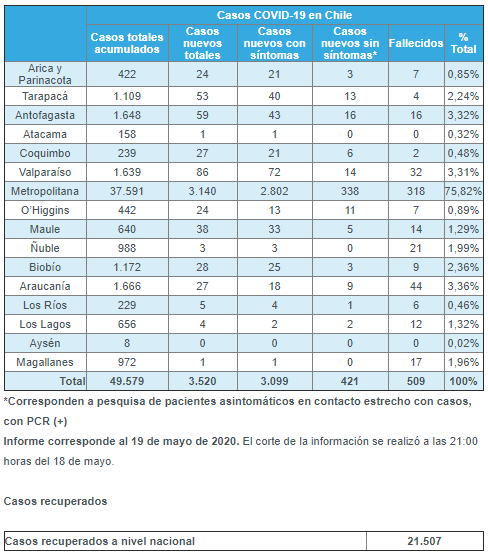 Casos COVID-19 en Chile
Casos totales acumulados Casos nuevos totales Casos nuevos con síntomas Casos nuevos sin síntomas* Fallecidos % Total
Arica y Parinacota 422 24 21 3 7 0,85%
Tarapacá 1.109 53 40 13 4 2,24%
Antofagasta 1.648 59 43 16 16 3,32%
Atacama 158 1 1 0 0 0,32%
Coquimbo 239 27 21 6 2 0,48%
Valparaíso 1.639 86 72 14 32 3,31%
Metropolitana 37.591 3.140 2.802 338 318 75,82%
O'Higgins 442 24 13 11 7 0,89%
Maule 640 38 33 5 14 1,29%
Ñuble 988 3 3 0 21 1,99%
Biobío 1.172 28 25 3 9 2,36%
Araucanía 1.666 27 18 9 44 3,36%
Los Ríos 229 5 4 1 6 0,46%
Los Lagos 656 4 2 2 12 1,32%
Aysén 8 0 0 0 0 0,02%
Magallanes 972 1 1 0 17 1,96%
Total 49.579 3.520 3.099 421 509 100%
*Corresponden a pesquisa de pacientes asintomáticos en contacto estrecho con casos,
con PCR (+)
Informe corresponde al 19 de mayo de 2020. El corte de la información se realizó a las 21:00
horas del 18 de mayo.
Casos recuperados
Casos recuperados a nivel nacional 21.507